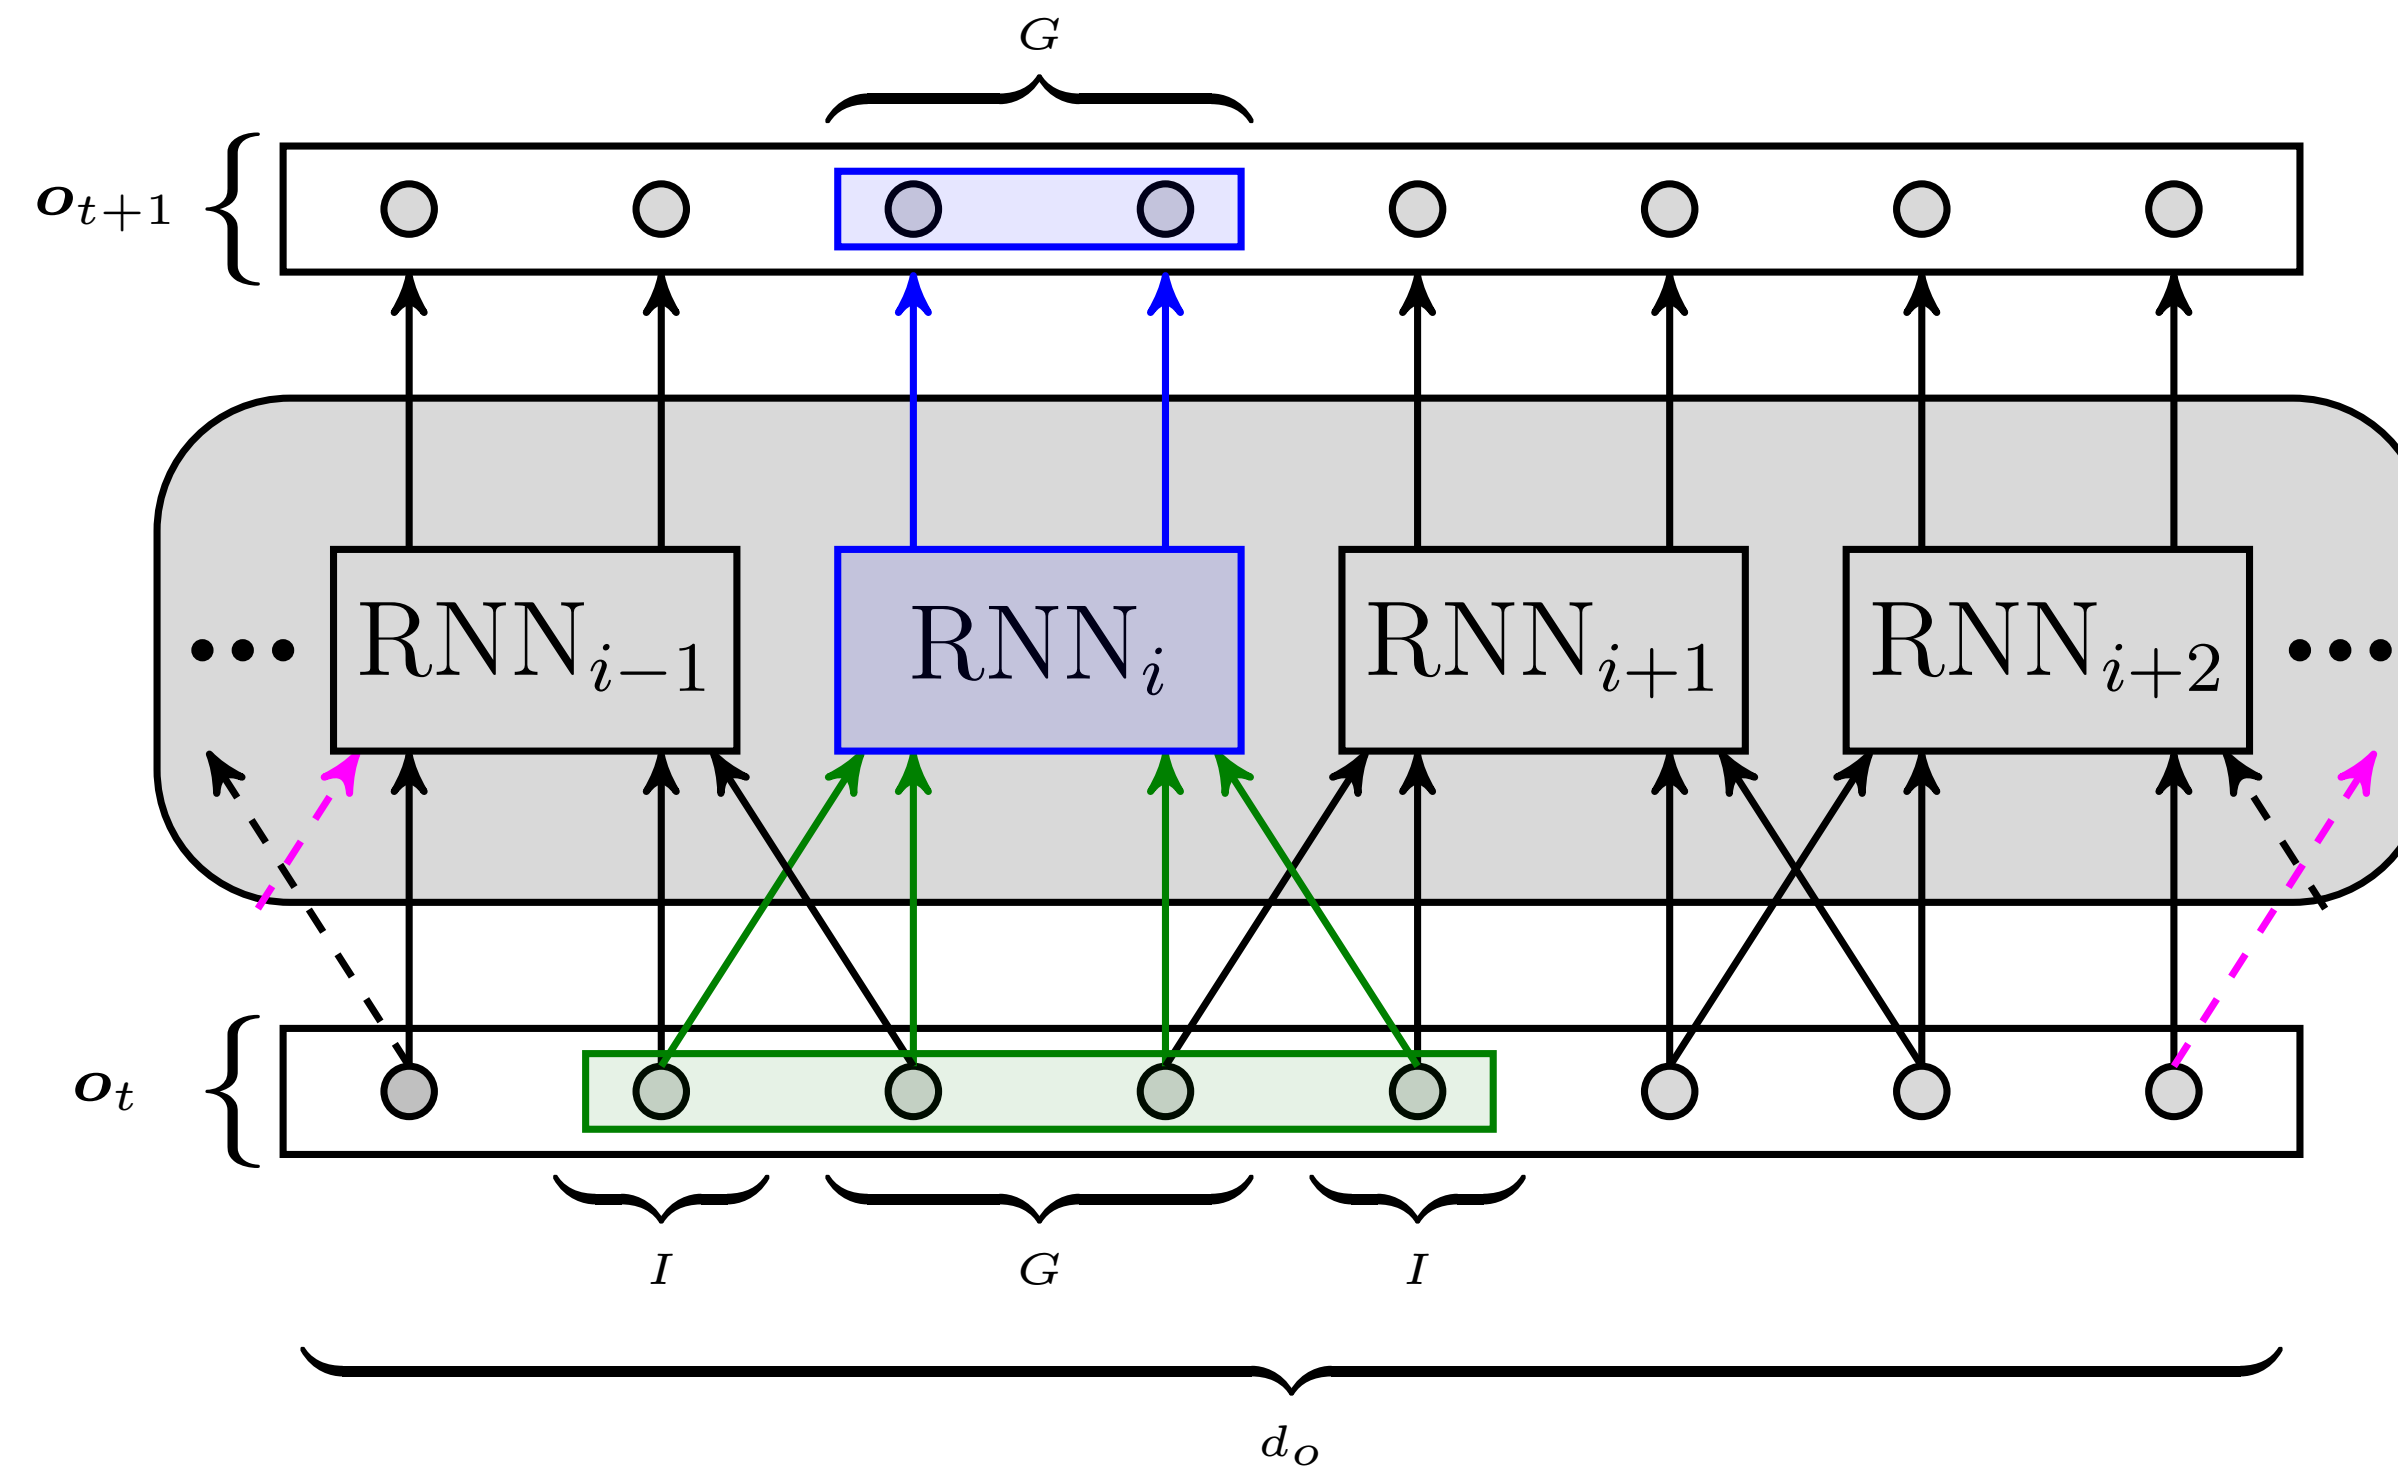 G
o_{t+1}
••• RNN_{i−1} RNN_i RNN_{i+1} RNN_{i+2} •••
o_t
I G I
d_o